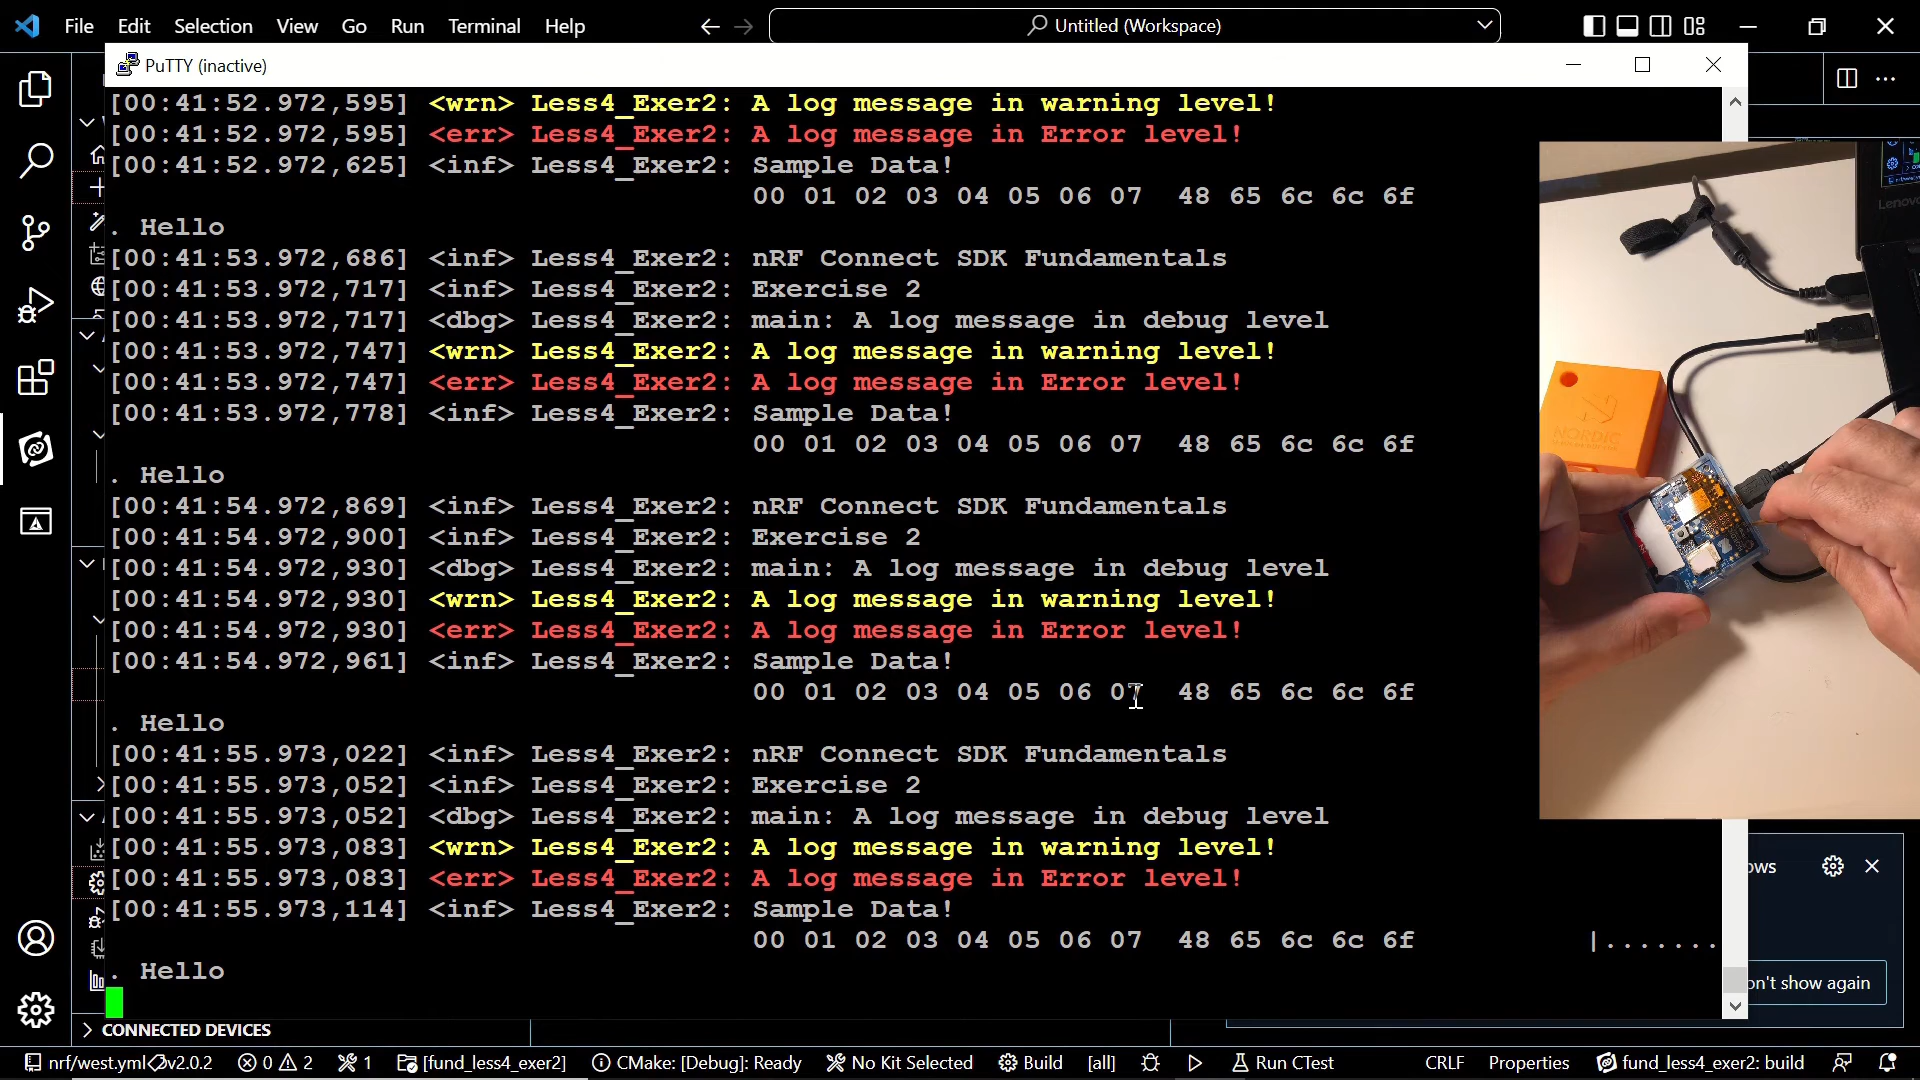 File Edit Selection View Go Run Terminal Help Untitled (Workspace)
PuTTY (inactive)
[00:41:52.972,595] <wrn> Less4_Exer2: A log message in warning level!
[00:41:52.972,595] <err> Less4_Exer2: A log message in Error level!
[00:41:52.972,625] <inf> Less4_Exer2: Sample Data!
00 01 02 03 04 05 06 07 48 65 6c 6c 6f
. Hello
[00:41:53.972,686] <inf> Less4_Exer2: nRF Connect SDK Fundamentals
[00:41:53.972,717] <inf> Less4_Exer2: Exercise 2
[00:41:53.972,717] <dbg> Less4_Exer2: main: A log message in debug level
[00:41:53.972,747] <wrn> Less4_Exer2: A log message in warning level!
[00:41:53.972,747] <err> Less4_Exer2: A log message in Error level!
[00:41:53.972,778] <inf> Less4_Exer2: Sample Data!
00 01 02 03 04 05 06 07 48 65 6c 6c 6f
. Hello
[00:41:54.972,869] <inf> Less4_Exer2: nRF Connect SDK Fundamentals
[00:41:54.972,900] <inf> Less4_Exer2: Exercise 2
[00:41:54.972,930] <dbg> Less4_Exer2: main: A log message in debug level
[00:41:54.972,930] <wrn> Less4_Exer2: A log message in warning level!
[00:41:54.972,930] <err> Less4_Exer2: A log message in Error level!
[00:41:54.972,961] <inf> Less4_Exer2: Sample Data!
00 01 02 03 04 05 06 07 48 65 6c 6c 6f
. Hello
[00:41:55.973,022] <inf> Less4_Exer2: nRF Connect SDK Fundamentals
[00:41:55.973,052] <inf> Less4_Exer2: Exercise 2
[00:41:55.973,052] <dbg> Less4_Exer2: main: A log message in debug level
[00:41:55.973,083] <wrn> Less4_Exer2: A log message in warning level!
[00:41:55.973,083] <err> Less4_Exer2: A log message in Error level!
[00:41:55.973,114] <inf> Less4_Exer2: Sample Data!
00 01 02 03 04 05 06 07 48 65 6c 6c 6f |.......
. Hello
Lenovo
NORDIC
ows
on't show again
CONNECTED DEVICES
nrf/west.yml v2.0.2 0 2 1 [fund_less4_exer2] CMake: [Debug]: Ready No Kit Selected Build [all] Run CTest CRLF Properties fund_less4_exer2: build